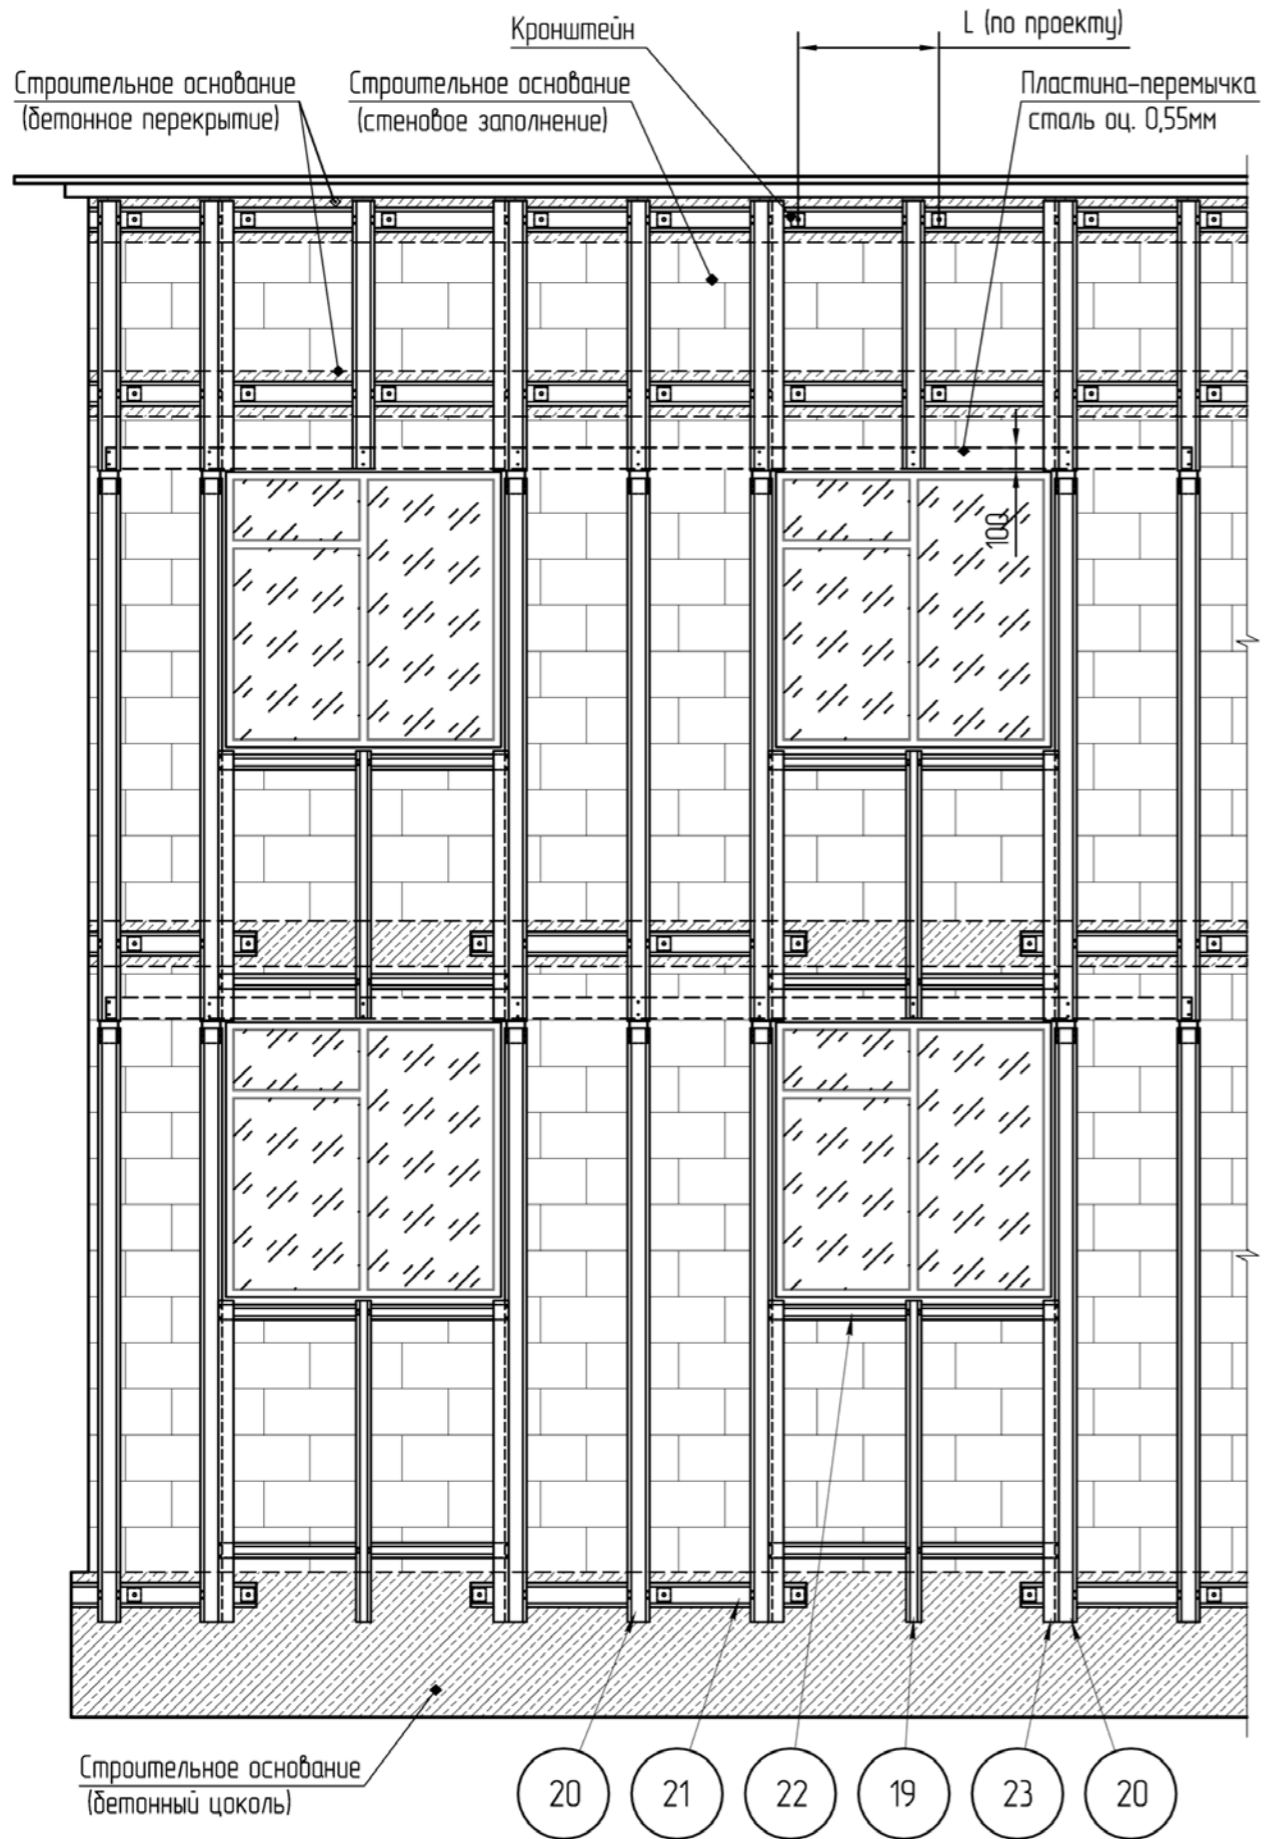 Кронштейн
L (по проекту)
Строительное основание
(бетонное перекрытие)
Строительное основание
(стеновое заполнение)
Пластина-перемычка
сталь оц. 0,55мм
100
Строительное основание
(бетонный цоколь)
20
21
22
19
23
20